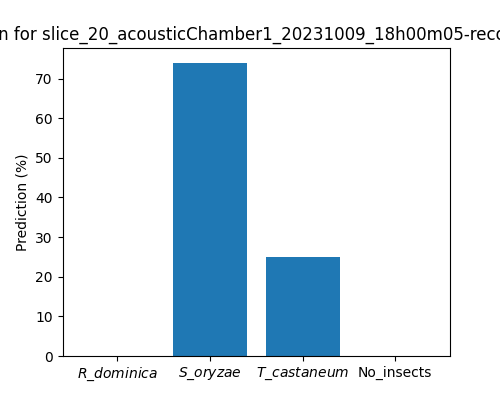 n for slice_20_acousticChamber1_20231009_18h00m05-reco
70
60
50
40
30
20
10
0
Prediction (%)
R_dominica S_oryzae T_castaneum No_insects